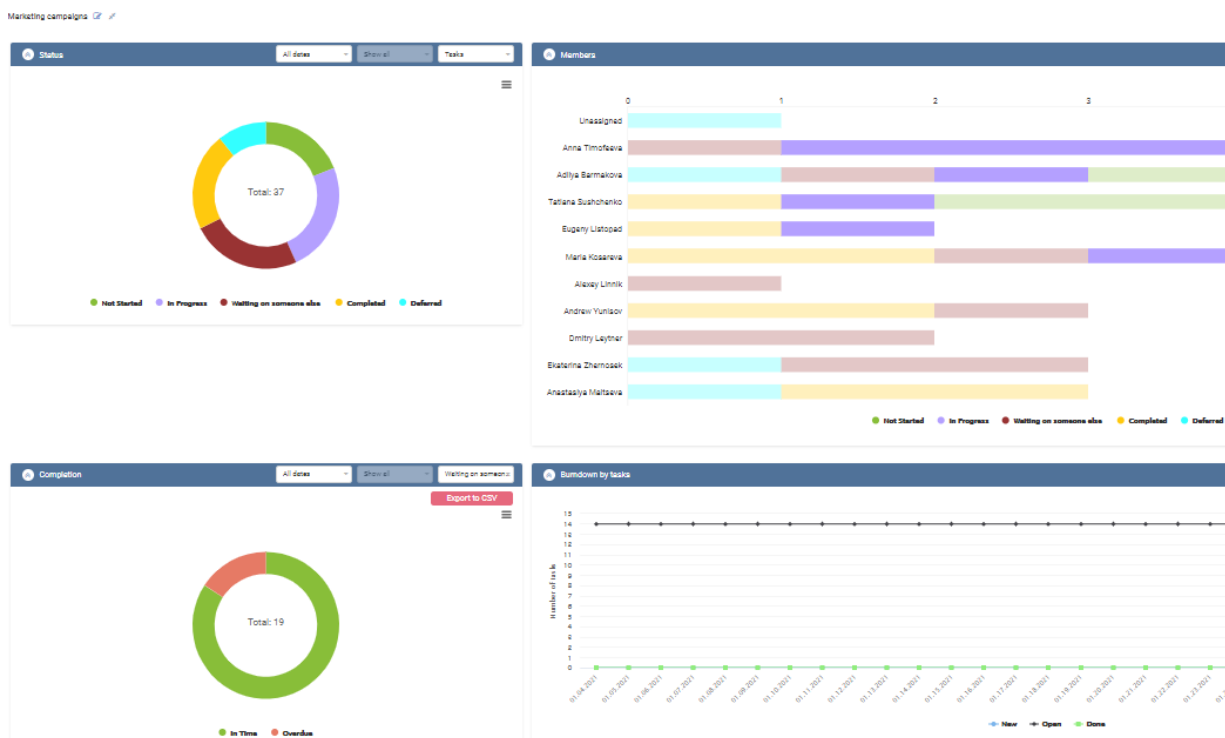 Marketing campaigns
Status
All dates
Show all
Tasks
Total: 37
Not Started
In Progress
Waiting on someone else
Completed
Deferred
Members
0 1 2 3
Unassigned
Anna Timofeeva
Adilya Barmakova
Tatiana Sushchenko
Eugeny Listopad
Maria Kosareva
Alexey Linnik
Andrew Yunisov
Dmitry Leytner
Ekaterina Zhernosek
Anastasiya Maltseva
Not Started
In Progress
Waiting on someone else
Completed
Deferred
Completion
All dates
Show all
Waiting on someon
Export to CSV
Total: 19
In Time
Overdue
Burndown by tasks
Number of tasks
15
14
13
12
11
10
9
8
7
6
5
4
3
2
1
0
01.04.2021
01.05.2021
01.06.2021
01.07.2021
01.08.2021
01.09.2021
01.10.2021
01.11.2021
01.12.2021
01.13.2021
01.14.2021
01.15.2021
01.16.2021
01.17.2021
01.18.2021
01.19.2021
01.20.2021
01.21.2021
01.22.2021
01.23.2021
New
Open
Done